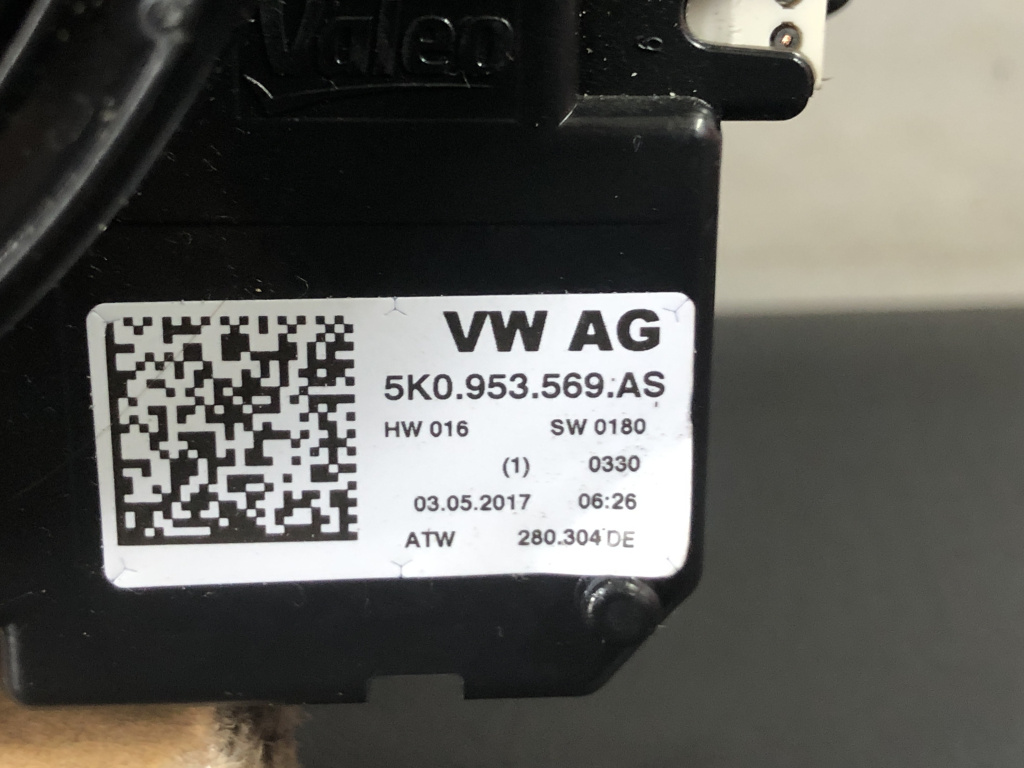 Valeo
VW AG
5K0.953.569.AS
HW 016 SW 0180
(1) 0330
03.05.2017 06:26
ATW 280.304 DE